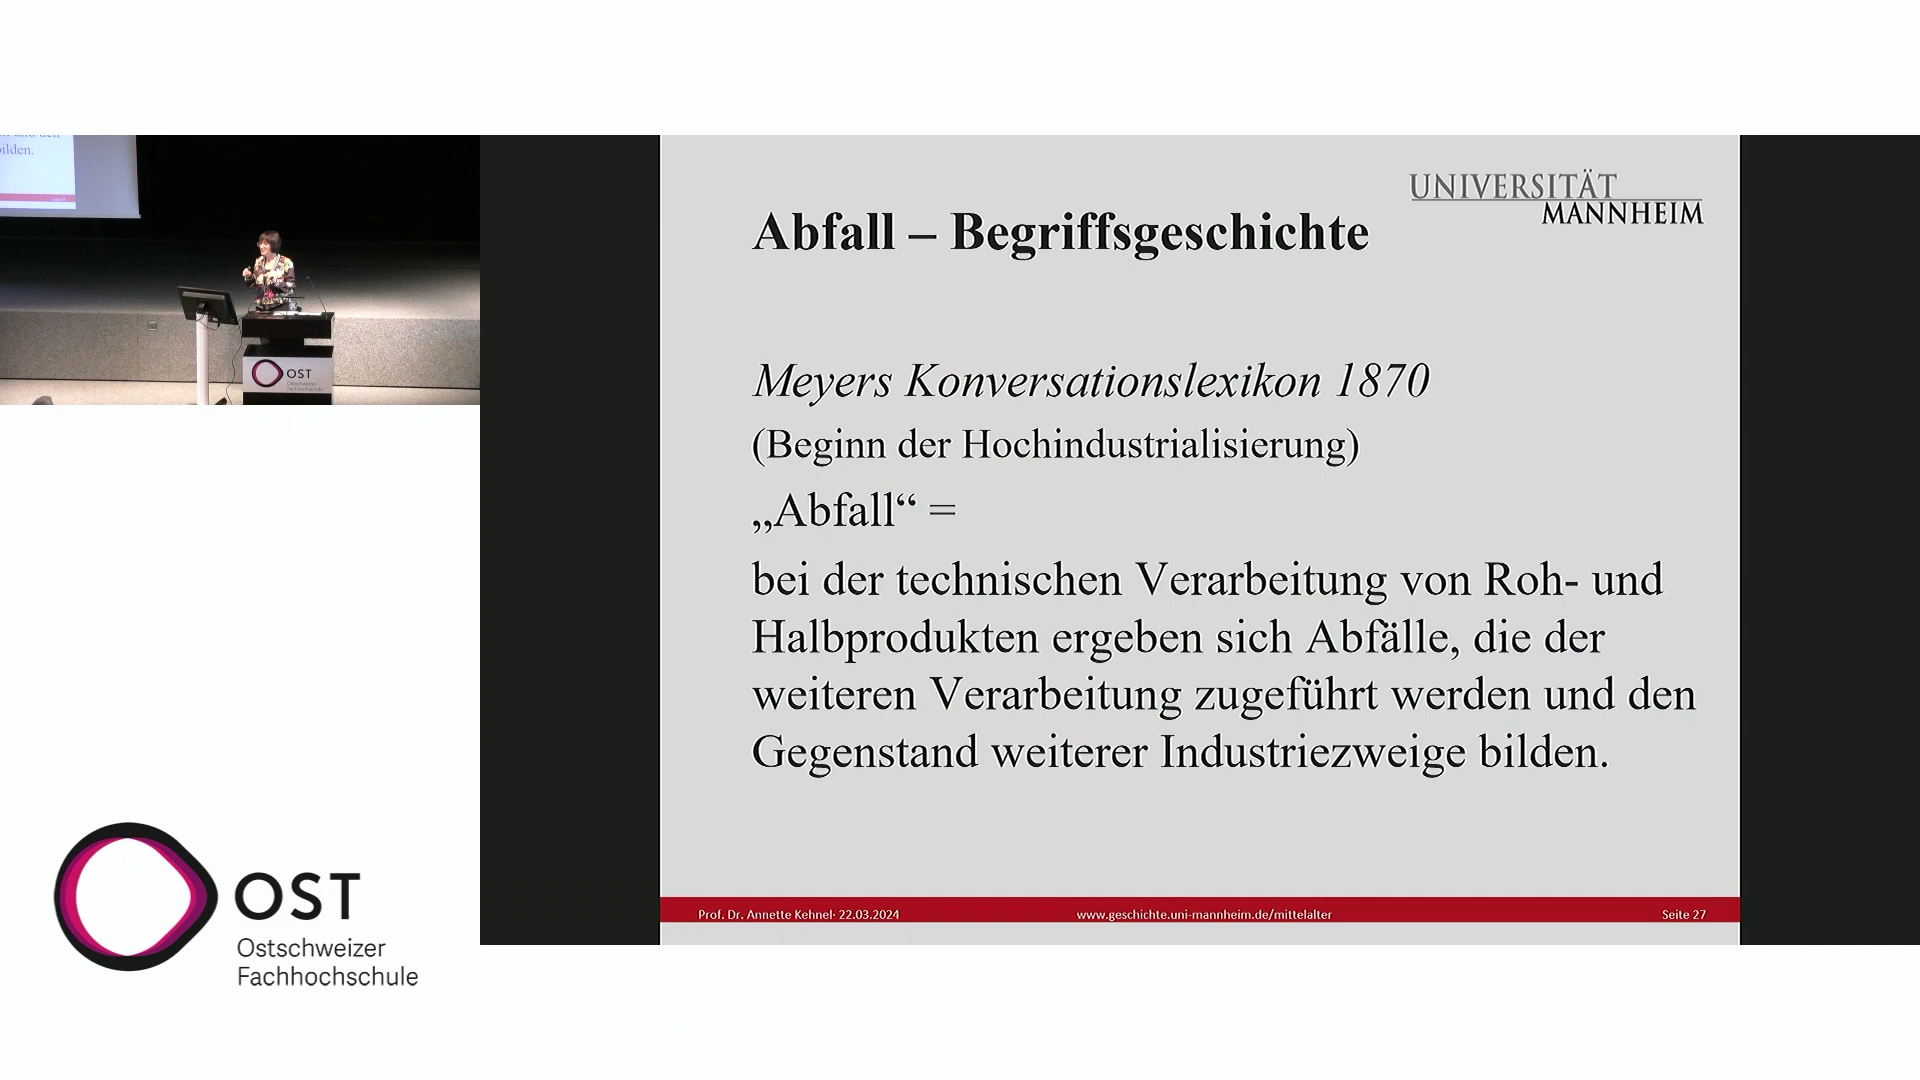 ilden.
OST
UNIVERSITÄT
MANNHEIM
Abfall – Begriffsgeschichte
Meyers Konversationslexikon 1870
(Beginn der Hochindustrialisierung)
„Abfall“ =
bei der technischen Verarbeitung von Roh- und
Halbprodukten ergeben sich Abfälle, die der
weiteren Verarbeitung zugeführt werden und den
Gegenstand weiterer Industriezweige bilden.
Prof. Dr. Annette Kehnel· 22.03.2024
www.geschichte.uni-mannheim.de/mittelalter
Seite 27
OST
Ostschweizer
Fachhochschule